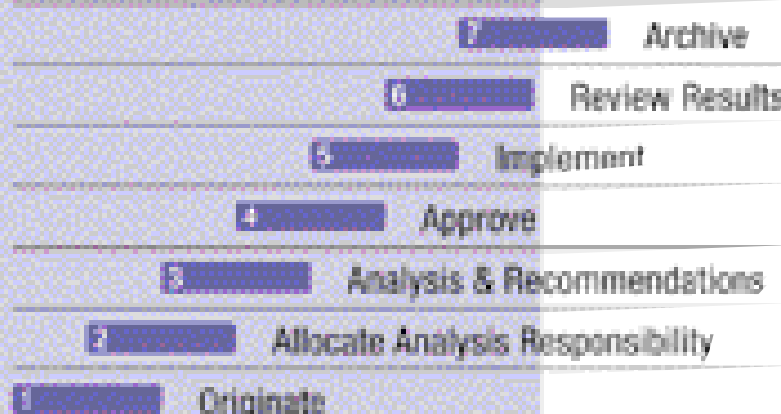 7 Archive
6 Review Results
5 Implement
4 Approve
3 Analysis & Recommendations
2 Allocate Analysis Responsibility
1 Originate